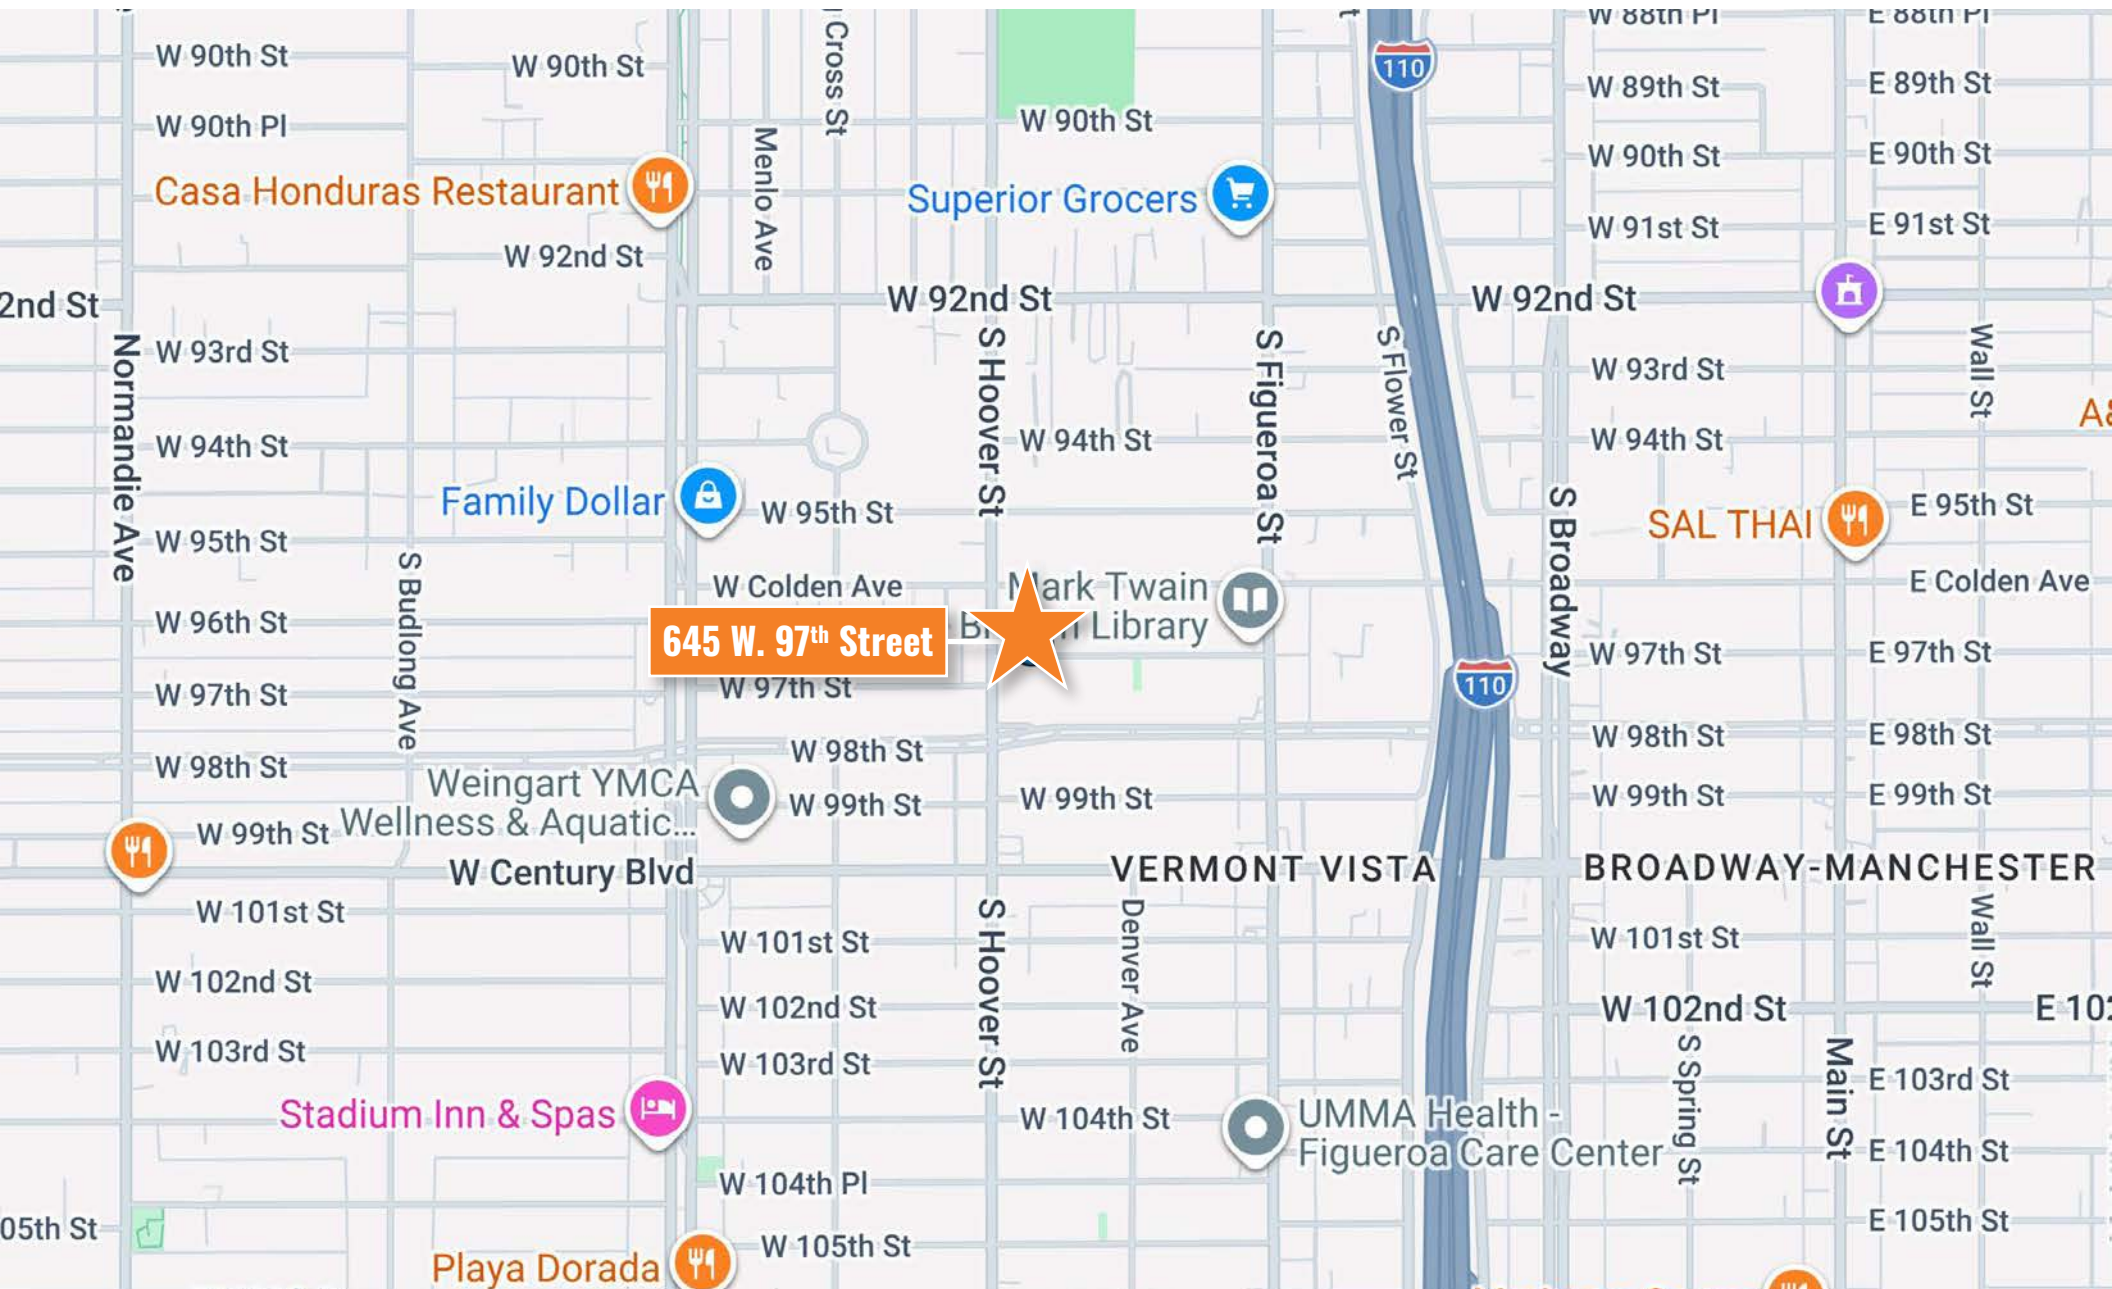 W 88th Pl
E 88th Pl
W 90th St
W 90th St
Cross St
110
W 89th St
E 89th St
W 90th Pl
W 90th St
Menlo Ave
W 90th St
E 90th St
Casa Honduras Restaurant
Superior Grocers
W 91st St
E 91st St
W 92nd St
2nd St
W 92nd St
W 92nd St
Normandie Ave
W 93rd St
S Hoover St
S Figueroa St
S Flower St
W 93rd St
Wall St
W 94th St
W 94th St
W 94th St
Family Dollar
W 95th St
S Broadway
SAL THAI
E 95th St
W 95th St
S Budlong Ave
W Colden Ave
Mark Twain
Library
E Colden Ave
W 96th St
645 W. 97th Street
W 97th St
W 97th St
110
W 97th St
E 97th St
W 98th St
W 98th St
W 98th St
E 98th St
Weingart YMCA
Wellness & Aquatic...
W 99th St
W 99th St
W 99th St
W 99th St
E 99th St
W Century Blvd
VERMONT VISTA
BROADWAY-MANCHESTER
W 101st St
W 101st St
S Hoover St
Denver Ave
W 101st St
Wall St
W 102nd St
W 102nd St
W 102nd St
E 102
W 103rd St
W 103rd St
S Spring St
Main St
E 103rd St
Stadium Inn & Spas
W 104th St
UMMA Health -
Figueroa Care Center
E 104th St
W 104th Pl
05th St
W 105th St
E 105th St
Playa Dorada